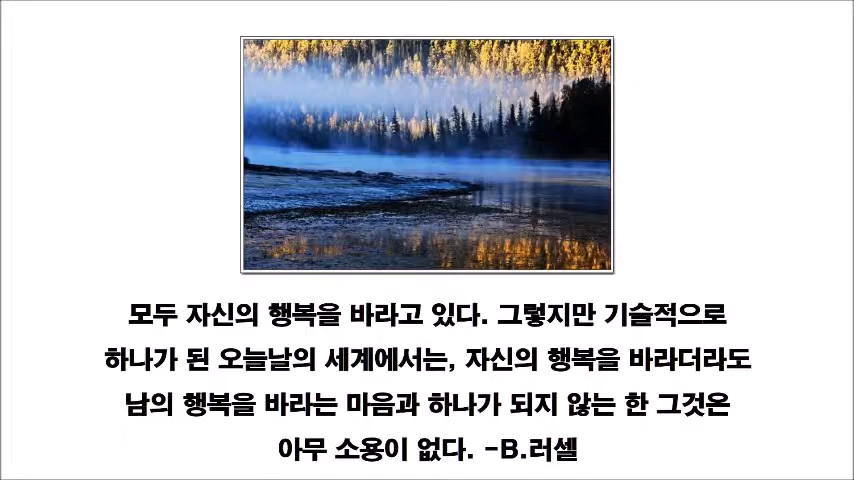 모두 자신의 행복을 바라고 있다. 그렇지만 기술적으로
하나가 된 오늘날의 세계에서는, 자신의 행복을 바라더라도
남의 행복을 바라는 마음과 하나가 되지 않는 한 그것은
아무 소용이 없다. -B.러셀